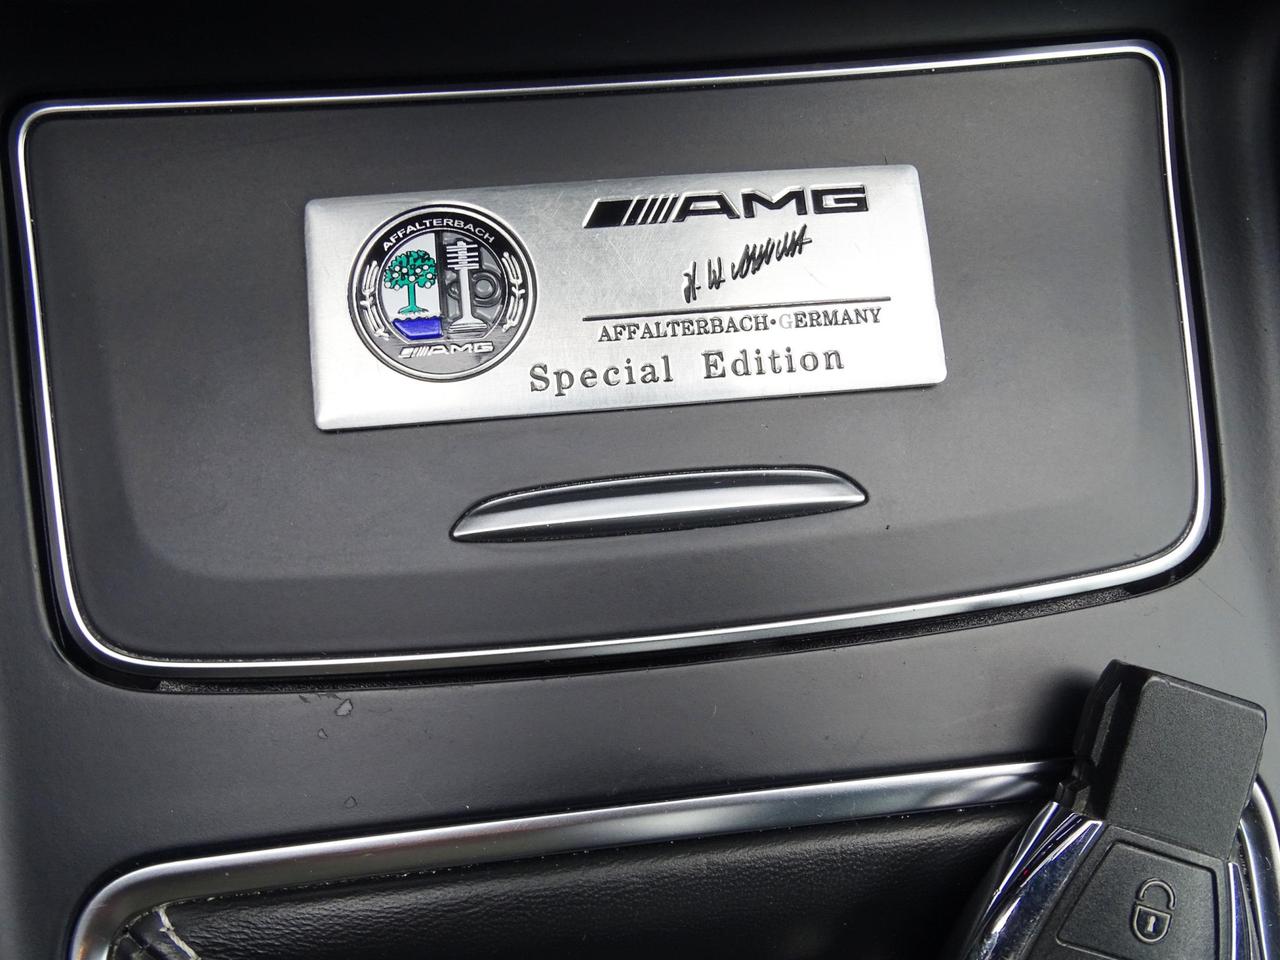 AFFALTERBACH
AMG
AMG
AFFALTERBACH·GERMANY
Special Edition